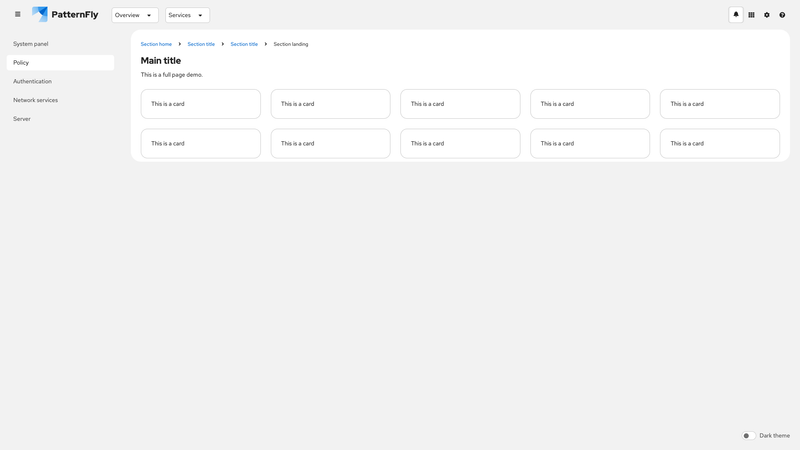 PatternFly
Overview
Services
System panel
Policy
Authentication
Network services
Server
Section home Section title Section title Section landing
Main title
This is a full page demo.
This is a card This is a card This is a card This is a card This is a card
This is a card This is a card This is a card This is a card This is a card
Dark theme